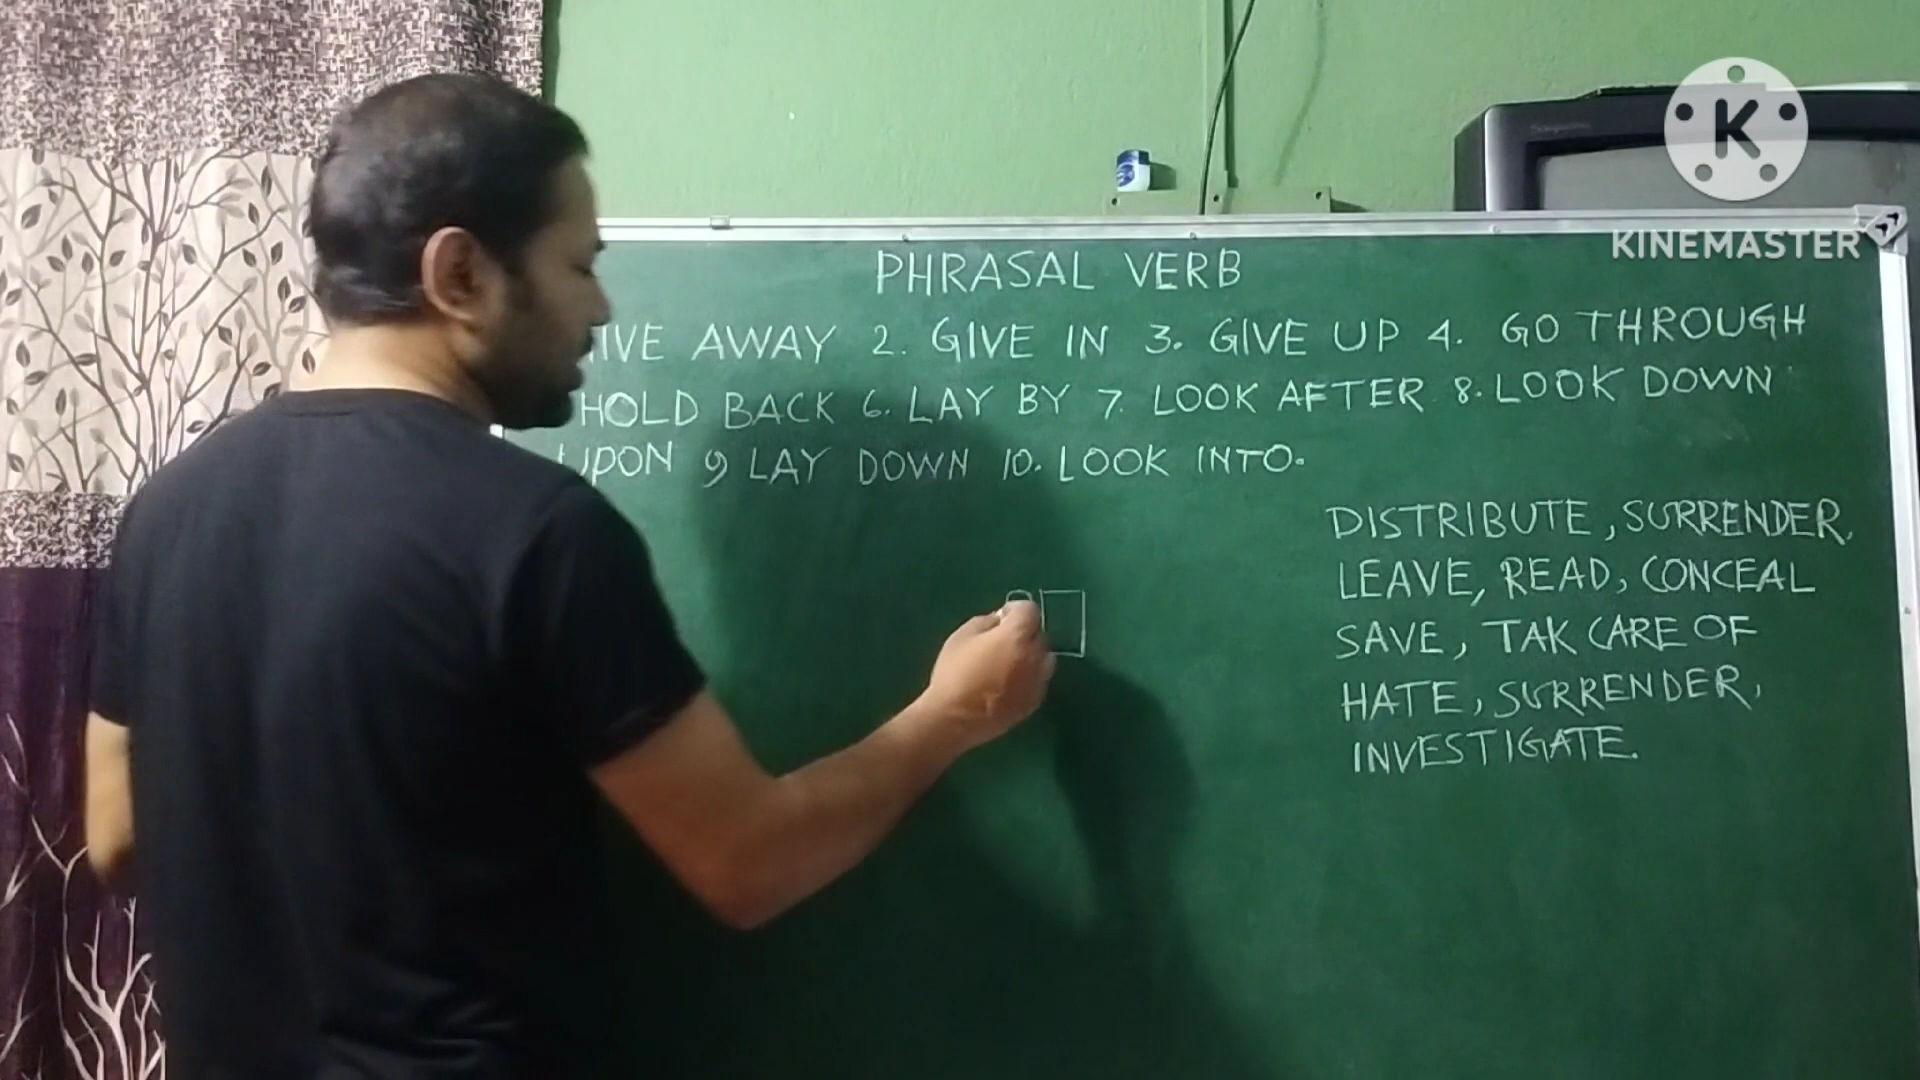 PHRASAL VERB
IVE AWAY 2. GIVE IN 3. GIVE UP 4. GO THROUGH
HOLD BACK 6. LAY BY 7. LOOK AFTER 8. LOOK DOWN
UPON 9 LAY DOWN 10. LOOK INTO.
DISTRIBUTE, SURRENDER,
LEAVE, READ, CONCEAL
SAVE, TAK CARE OF
HATE, SURRENDER,
INVESTIGATE.
K
KINEMASTER